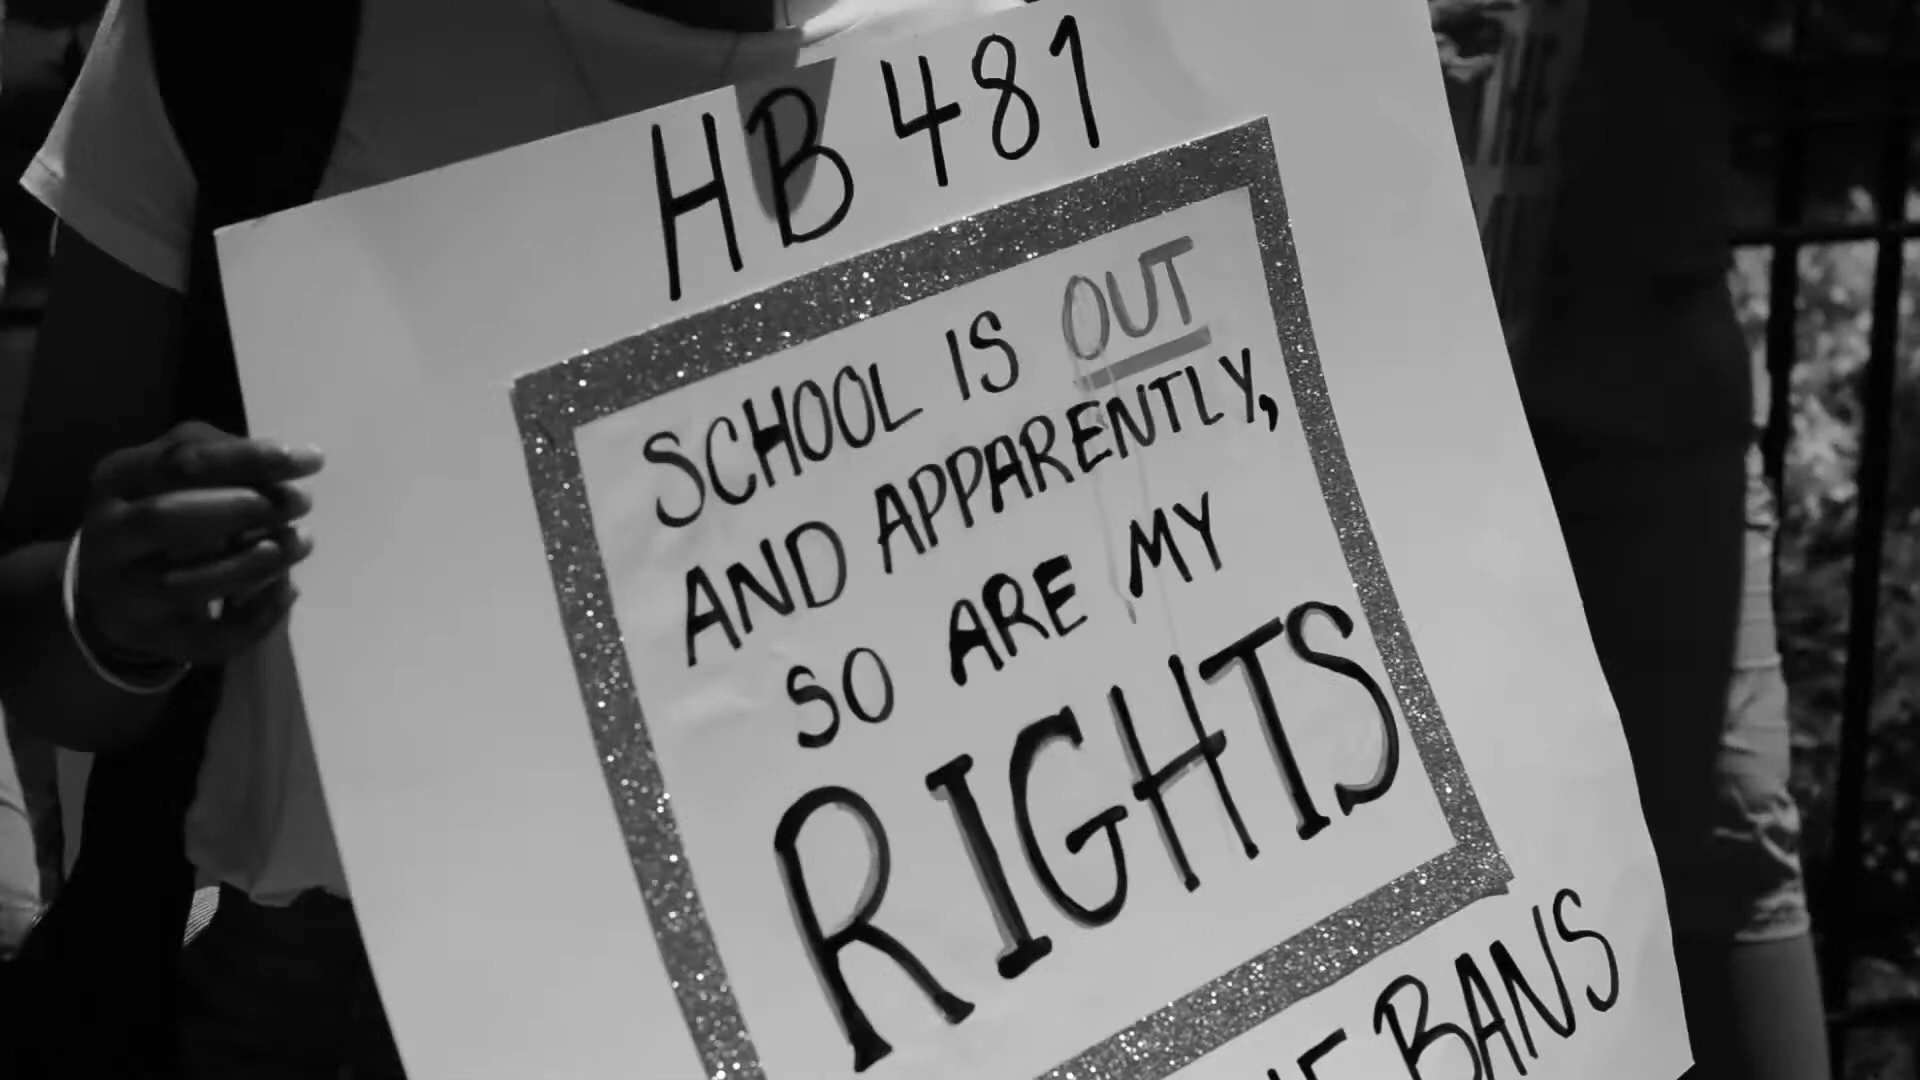 HB 481
SCHOOL IS OUT
AND APPARENTLY,
SO ARE MY
RIGHTS
BANS